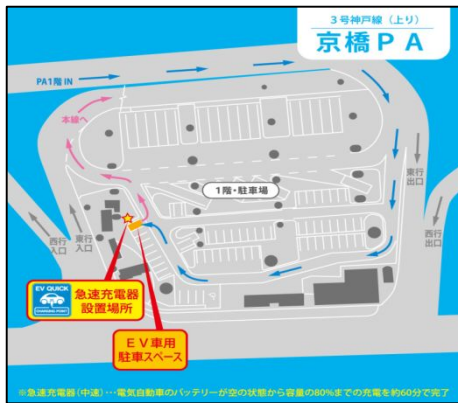 3号神戸線(上り)
京橋PA
PA1階IN
本線へ
1階・駐車場
東行
出口
西行
出口
西行
入口
東行
入口
EV QUICK
CHARGING POINT
急速充電器
設置場所
EV車用
駐車スペース
※急速充電器(中速)…電気自動車のバッテリーが空の状態から容量の80%までの充電を約60分で完了